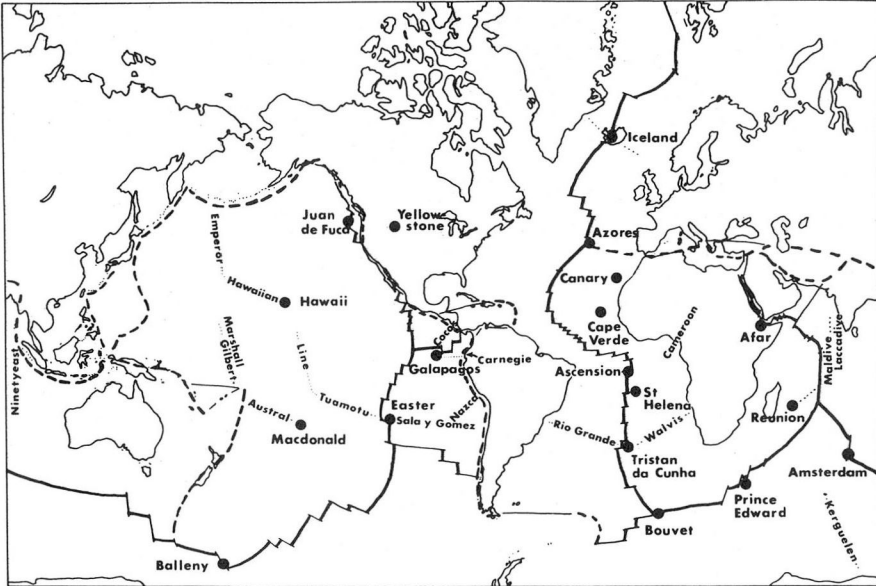 Iceland
Juan
de Fuca
Yellow
stone
Azores
Emperor
Hawaiian
Hawaii
Canary
Cape
Verde
Cameroon
Afar
Maldive
Laccadive
Ninetyeast
Marshall
Gilbert
Line
Cocos
Galapagos
Carnegie
Ascension
St
Helena
Austral
Tuamotu
Easter
Sala y Gomez
Nazca
Macdonald
Rio Grande
Walvis
Reunion
Tristan
da Cunha
Amsterdam
Prince
Edward
Bouvet
Kerguelen
Balleny